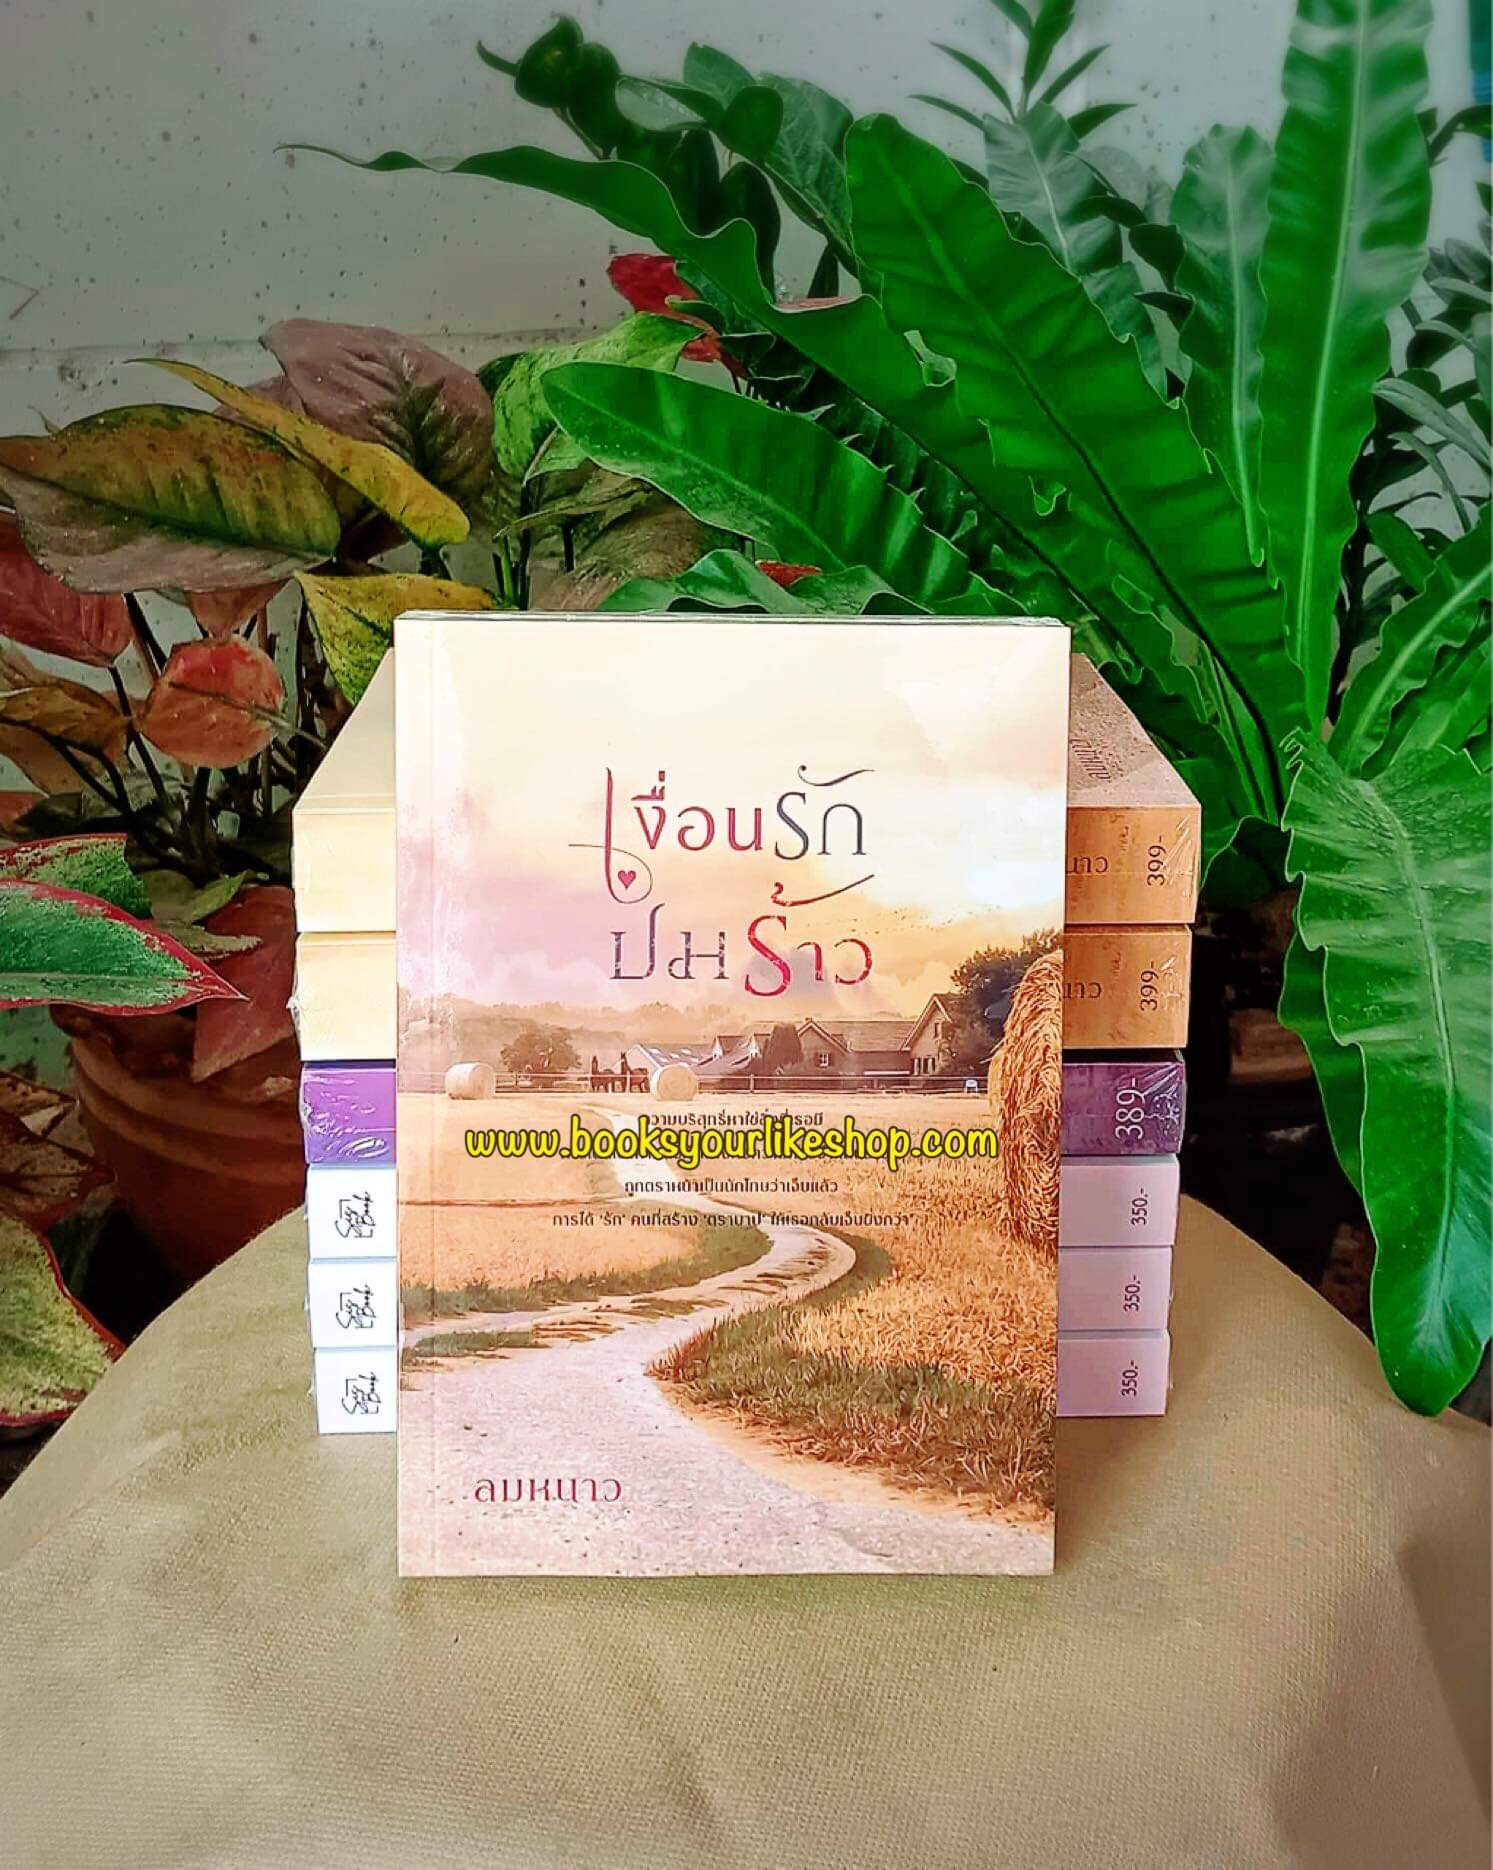 เงื่อนรัก
ปมร้าว
www.booksyourlikeshop.com
ถูกตราหน้าเป็นนักโทษว่าเจ็บแล้ว
การได้ 'รัก' คนที่สร้าง 'ตราบาป' ให้เธอกลับเจ็บยิ่งกว่า
ลมหนาว
399.-
399.-
389.-
350.-
350.-
350.-